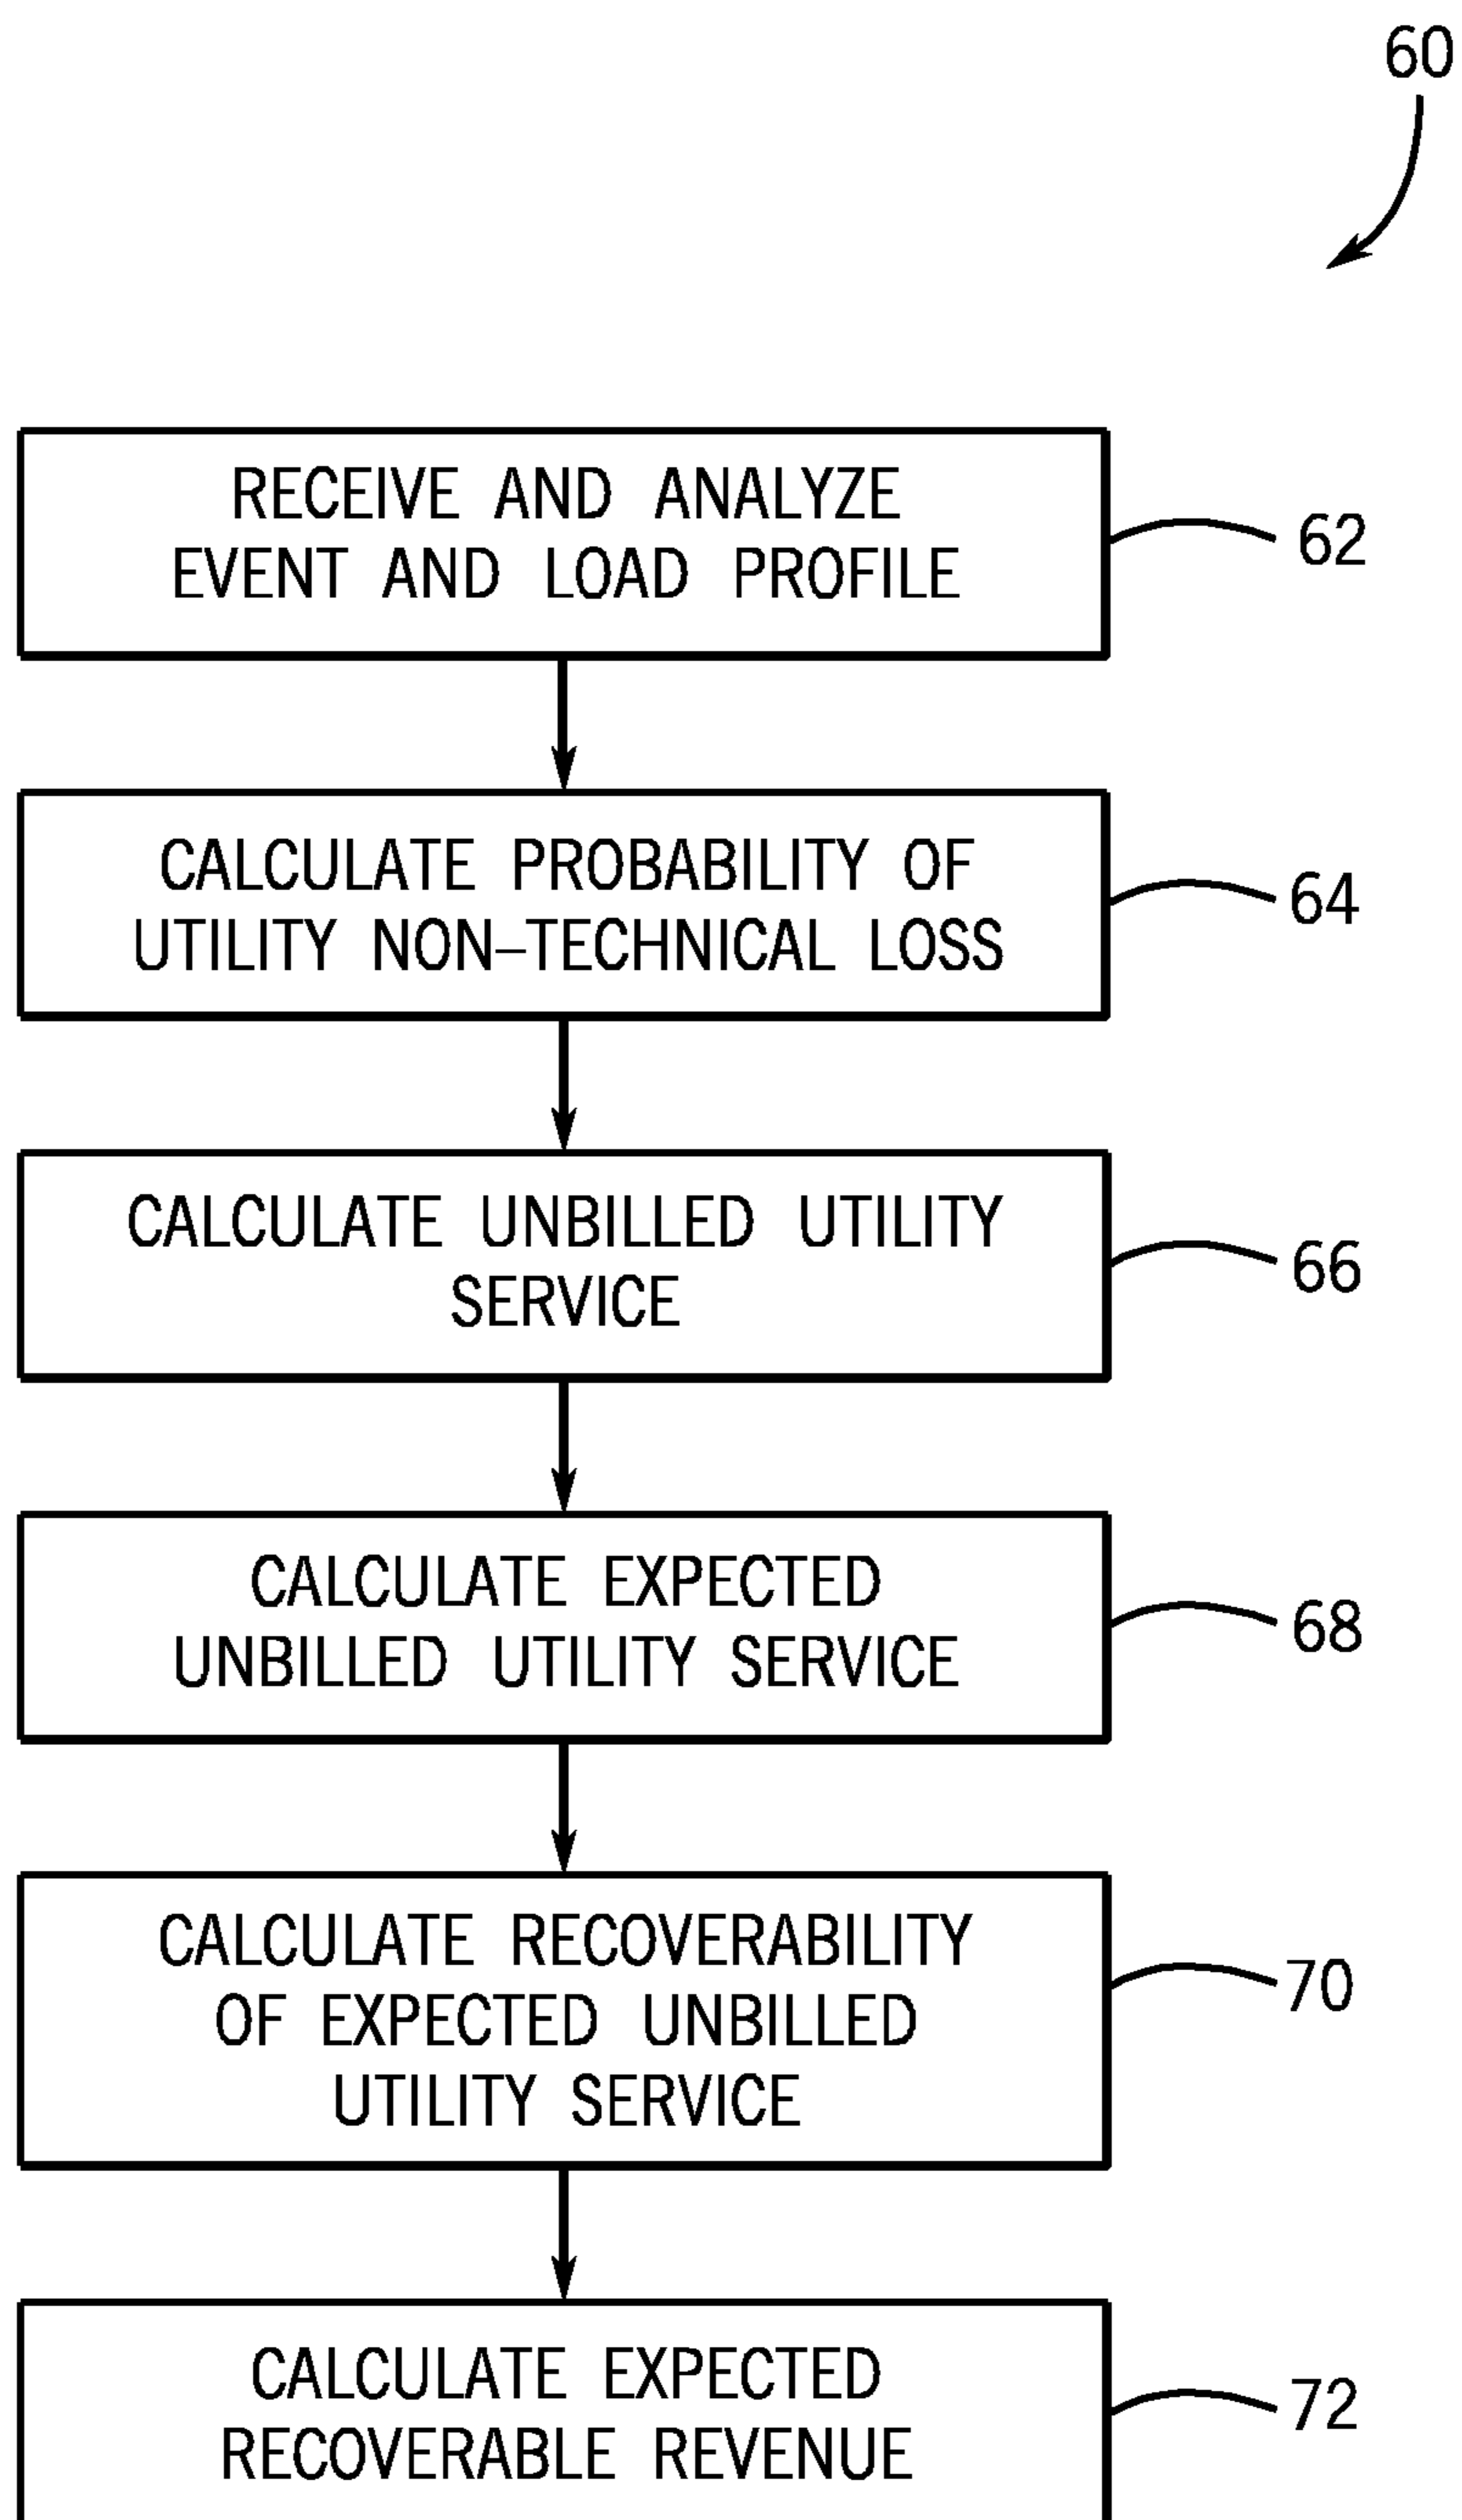 60
RECEIVE AND ANALYZE
EVENT AND LOAD PROFILE
62
CALCULATE PROBABILITY OF
UTILITY NON–TECHNICAL LOSS
64
CALCULATE UNBILLED UTILITY
SERVICE
66
CALCULATE EXPECTED
UNBILLED UTILITY SERVICE
68
CALCULATE RECOVERABILITY
OF EXPECTED UNBILLED
UTILITY SERVICE
70
CALCULATE EXPECTED
RECOVERABLE REVENUE
72